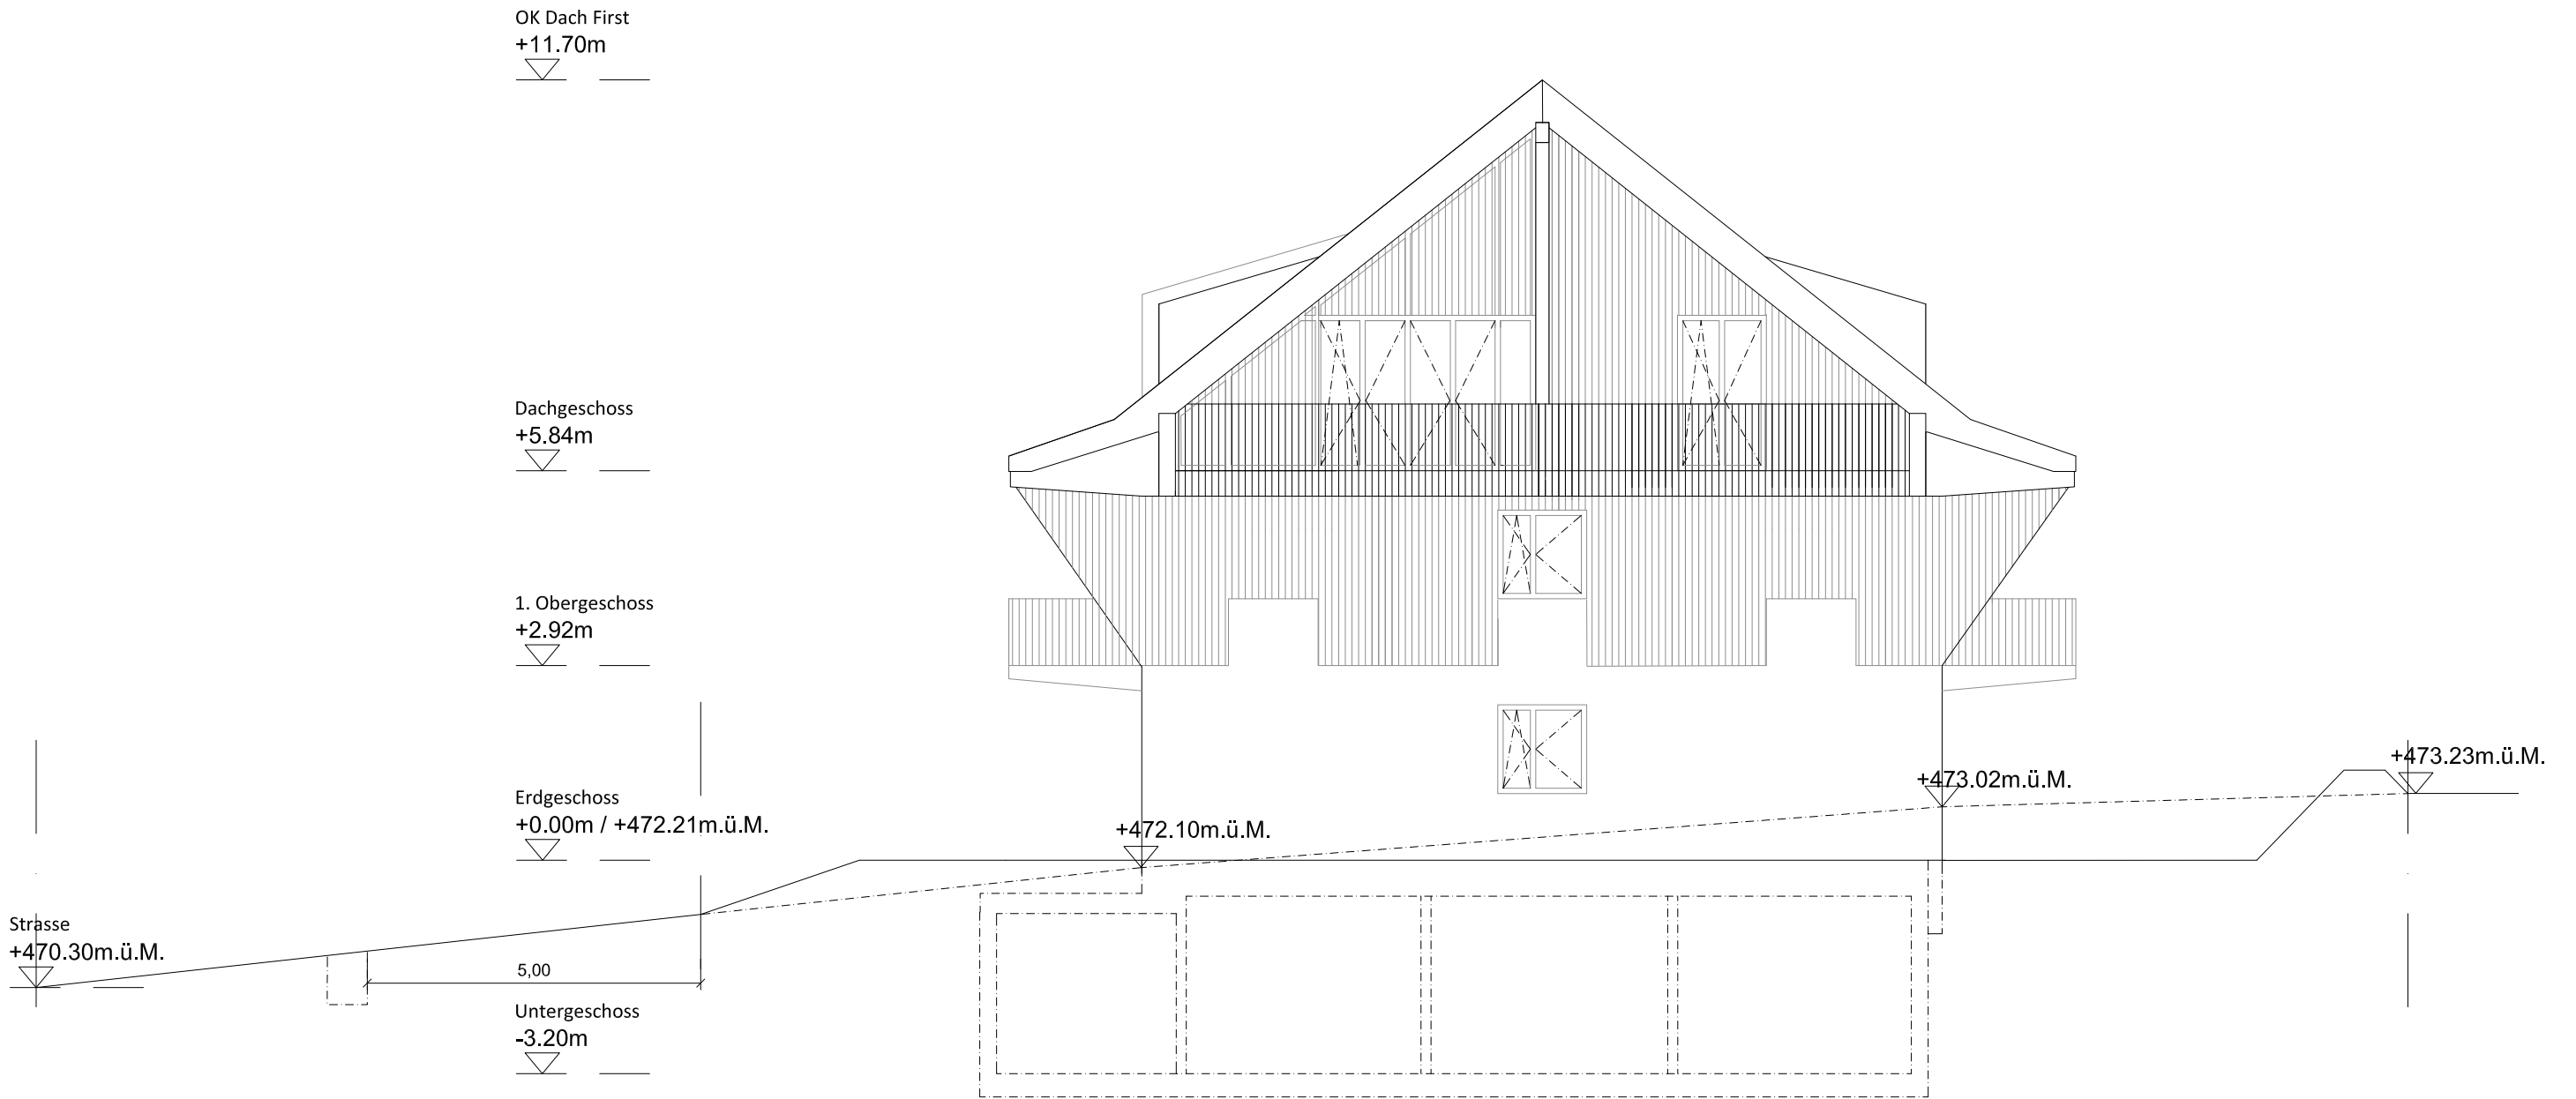 OK Dach First
+11.70m
Dachgeschoss
+5.84m
1. Obergeschoss
+2.92m
Erdgeschoss
+0.00m / +472.21m.ü.M.
Strasse
+470.30m.ü.M.
5,00
Untergeschoss
-3.20m
+472.10m.ü.M.
+473.02m.ü.M.
+473.23m.ü.M.